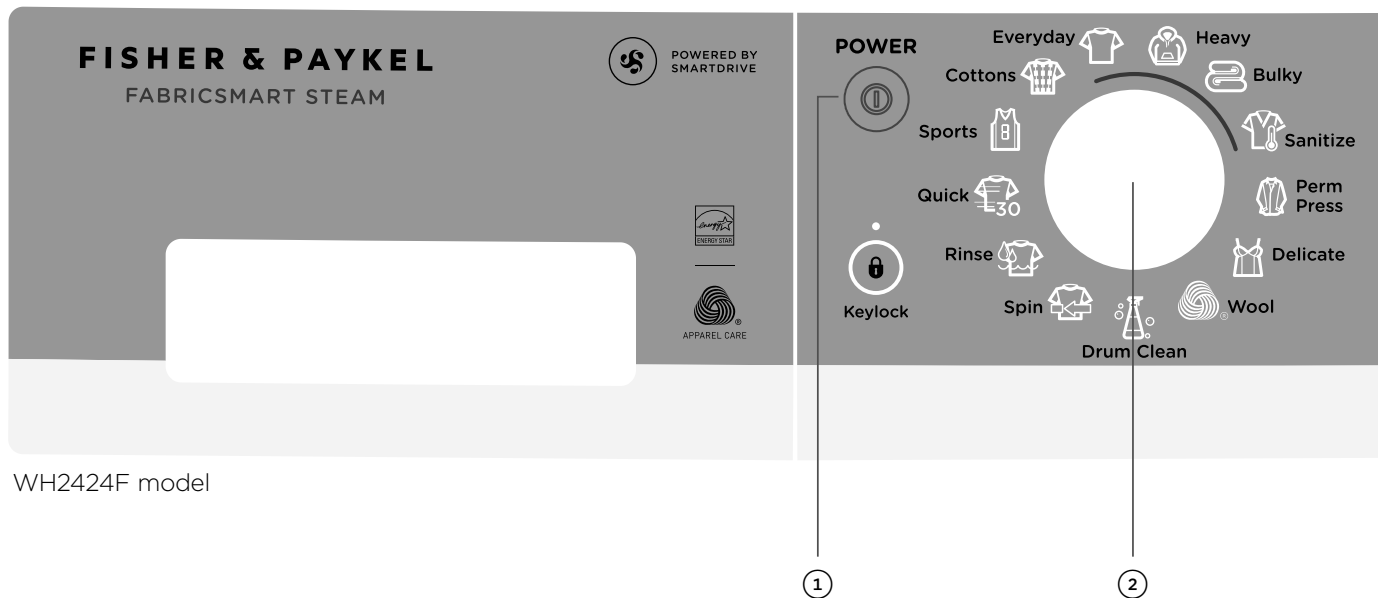 FISHER & PAYKEL
FABRICSMART STEAM
POWERED BY
SMARTDRIVE
ENERGY STAR
®
APPAREL CARE
POWER
Keylock
Everyday
Cottons
Sports
8
Quick
30
Rinse
Spin
Drum Clean
Heavy
Bulky
Sanitize
Perm
Press
Delicate
®
Wool
WH2424F model
1
2